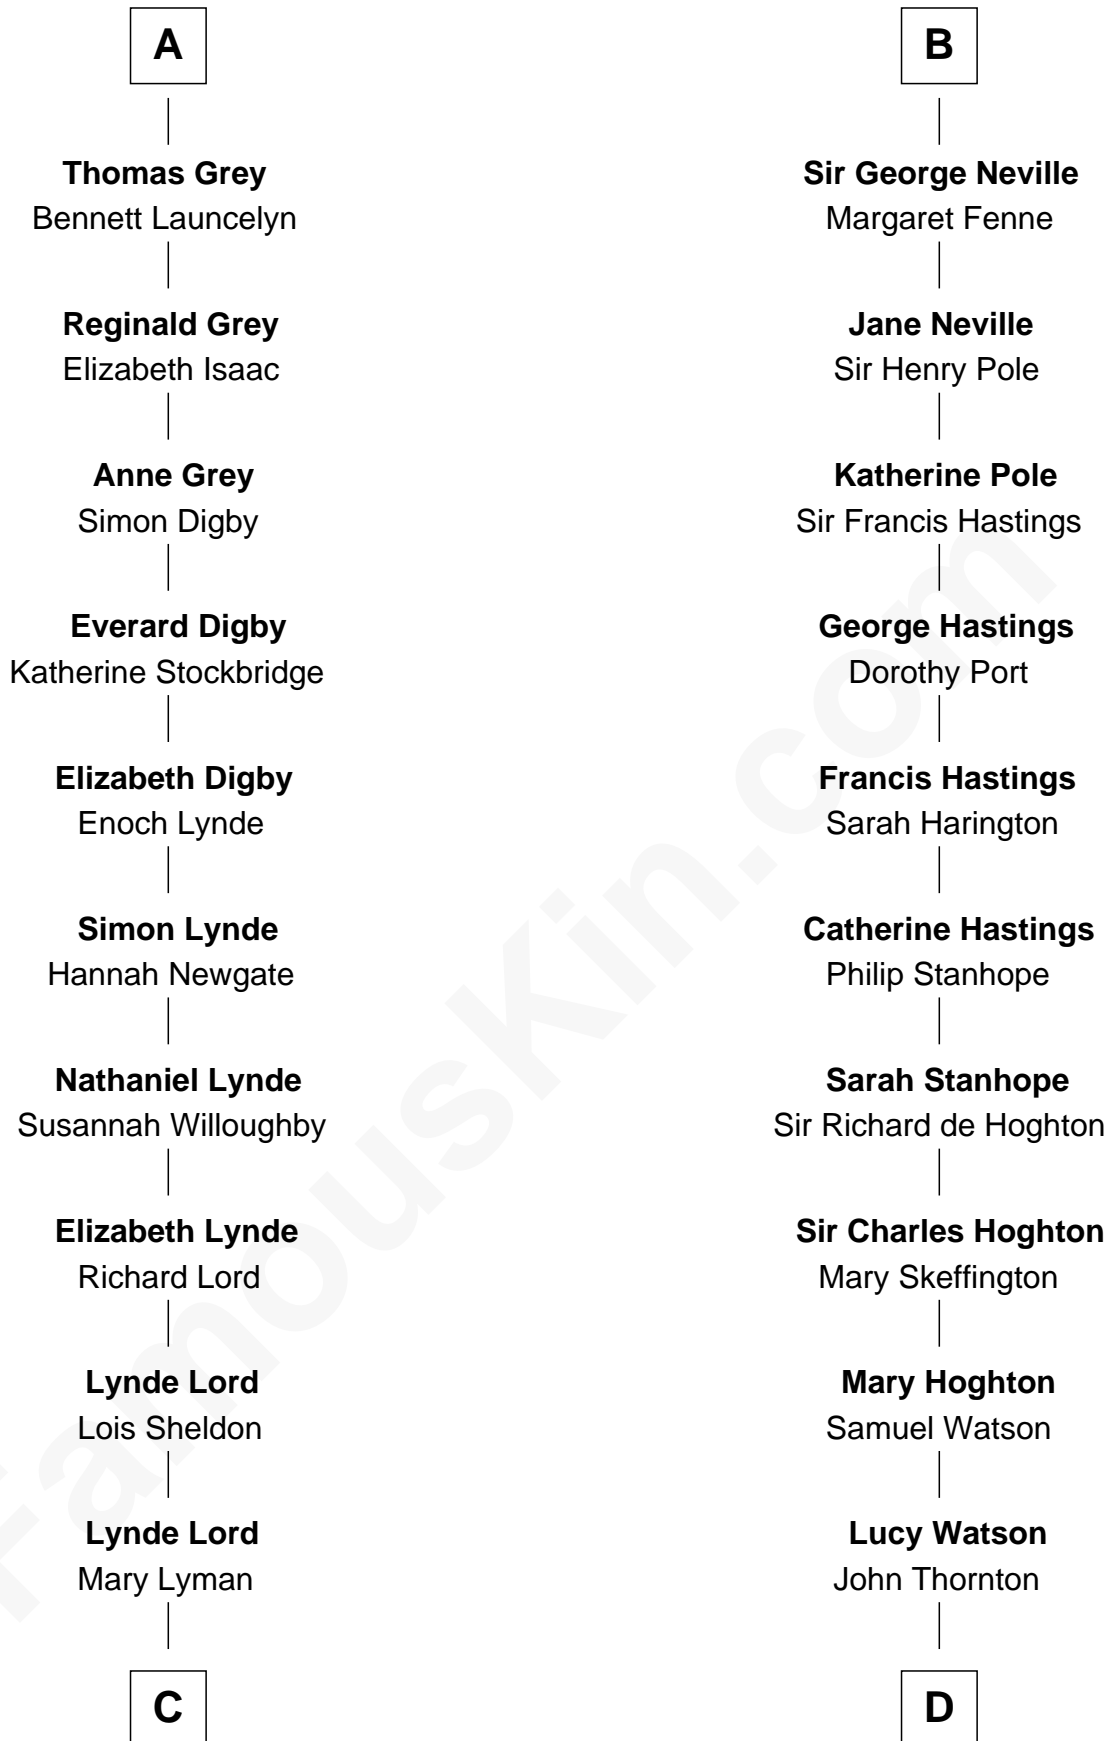 A
Thomas Grey
Bennett Launcelyn
Reginald Grey
Elizabeth Isaac
Anne Grey
Simon Digby
Everard Digby
Katherine Stockbridge
Elizabeth Digby
Enoch Lynde
Simon Lynde
Hannah Newgate
Nathaniel Lynde
Susannah Willoughby
Elizabeth Lynde
Richard Lord
Lynde Lord
Lois Sheldon
Lynde Lord
Mary Lyman
C
B
Sir George Neville
Margaret Fenne
Jane Neville
Sir Henry Pole
Katherine Pole
Sir Francis Hastings
George Hastings
Dorothy Port
Francis Hastings
Sarah Harington
Catherine Hastings
Philip Stanhope
Sarah Stanhope
Sir Richard de Hoghton
Sir Charles Hoghton
Mary Skeffington
Mary Hoghton
Samuel Watson
Lucy Watson
John Thornton
D
FamousKin.com